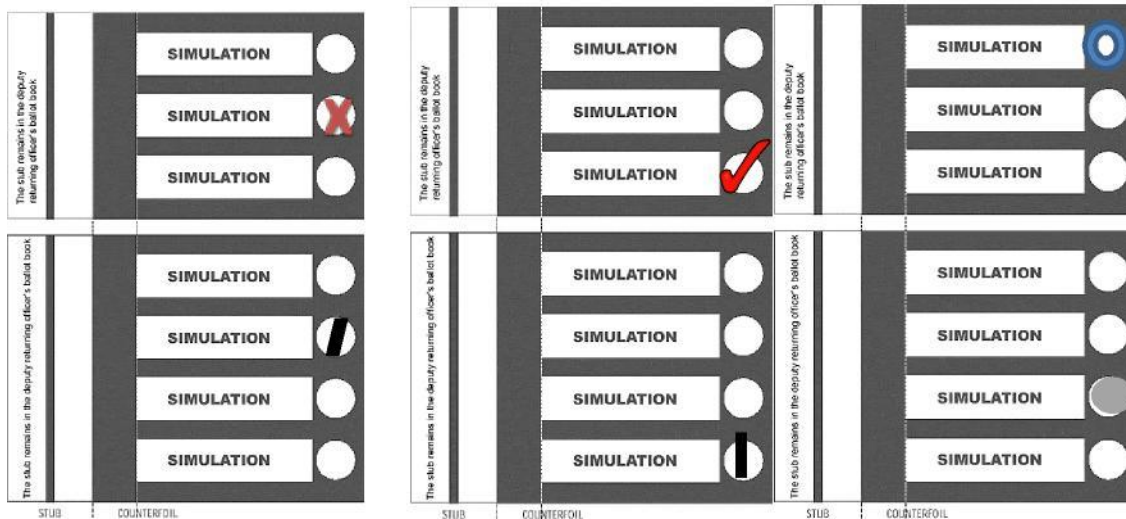 The stub remains in the deputy
returning officer's ballot book
SIMULATION
SIMULATION
SIMULATION
The stub remains in the deputy
returning officer's ballot book
SIMULATION
SIMULATION
SIMULATION
The stub remains in the deputy
returning officer's ballot book
SIMULATION
SIMULATION
SIMULATION
The stub remains in the deputy returning officer's ballot book
SIMULATION
SIMULATION
SIMULATION
SIMULATION
STUB COUNTERFOIL
The stub remains in the deputy returning officer's ballot book
SIMULATION
SIMULATION
SIMULATION
SIMULATION
STUB COUNTERFOIL
The stub remains in the deputy returning officer's ballot book
SIMULATION
SIMULATION
SIMULATION
SIMULATION
STUB COUNTERFOIL